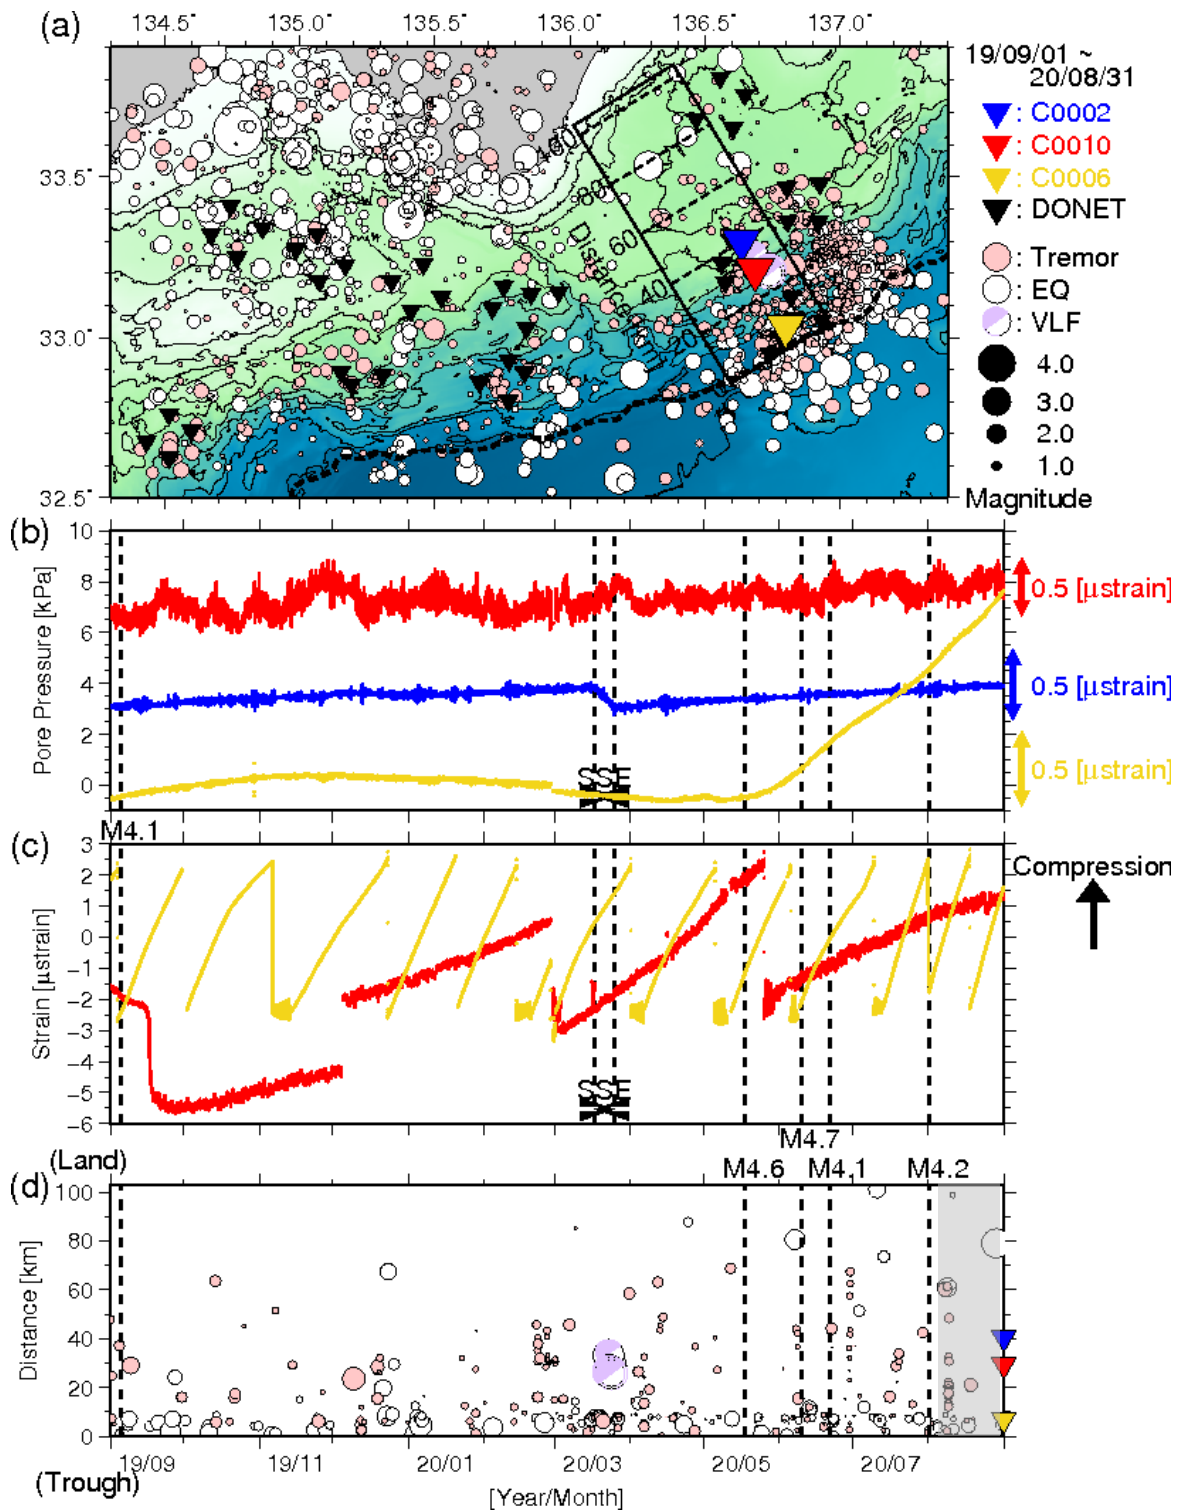 (a)
134.5° 135.0° 135.5° 136.0° 136.5° 137.0°
33.5°
33.0°
32.5°
100
80
60
40
20
19/09/01 ~
20/08/31
: C0002
: C0010
: C0006
: DONET
: Tremor
: EQ
: VLF
4.0
3.0
2.0
1.0
Magnitude
(b)
Pore Pressure [kPa]
10
8
6
4
2
0
0.5 [μstrain]
0.5 [μstrain]
0.5 [μstrain]
SSE
M4.1
(c)
Strain [μstrain]
3
2
1
0
−1
−2
−3
−4
−5
−6
Compression
SSE
M4.7
M4.6 M4.1 M4.2
(Land)
(d)
Distance [km]
100
80
60
40
20
0
(Trough)
19/09 19/11 20/01 20/03 20/05 20/07
[Year/Month]